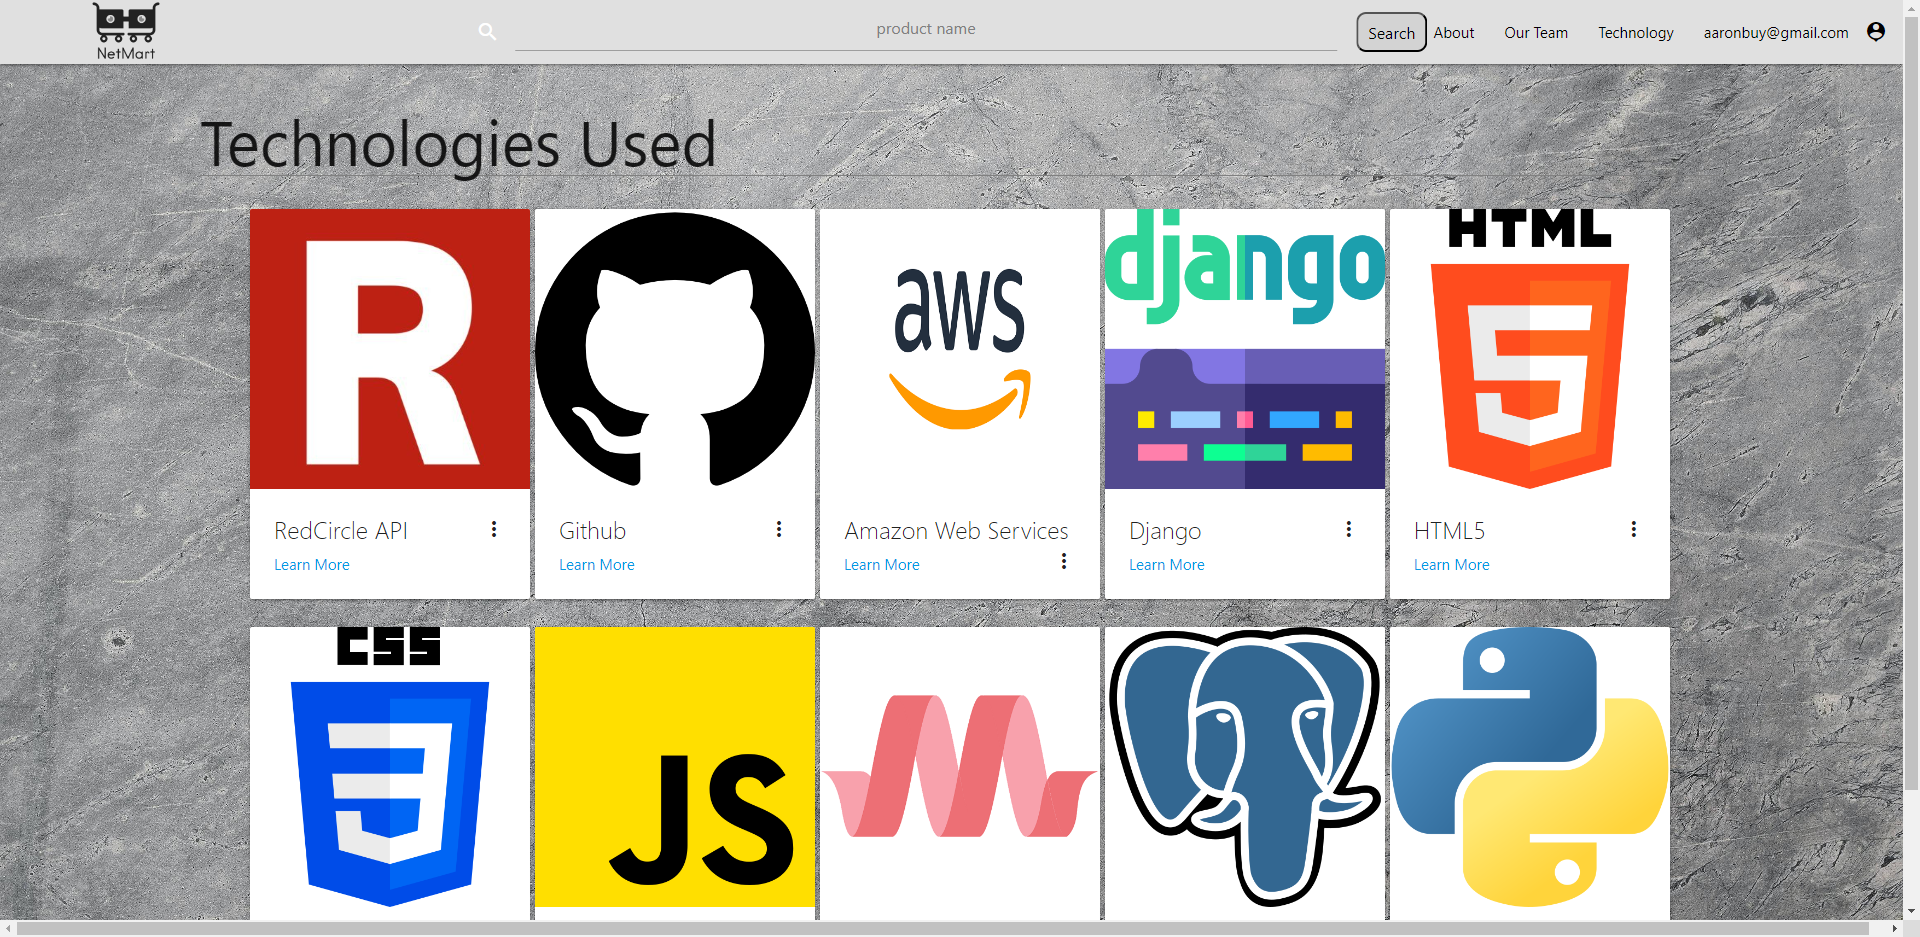 NetMart
product name
Search
About
Our Team
Technology
aaronbuy@gmail.com
Technologies Used
R
aws
django
HTML
5
RedCircle API
Learn More
Github
Learn More
Amazon Web Services
Learn More
Django
Learn More
HTML5
Learn More
CSS
3
JS